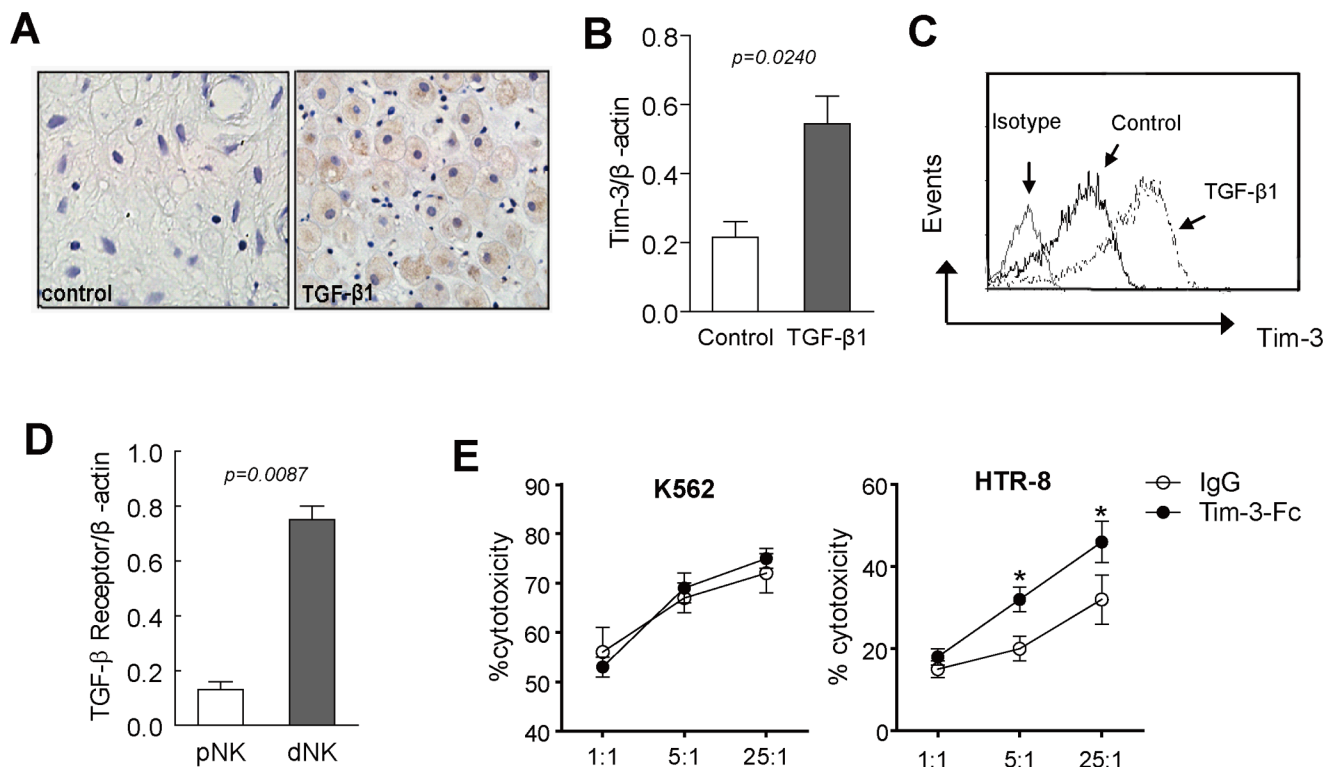 A
control
TGF-β1
B
0.8
0.6
0.4
0.2
0.0
Tim-3/β -actin
p=0.0240
Control
TGF-β1
C
Isotype
Control
TGF-β1
Events
Tim-3
D
1.0
0.8
0.6
0.4
0.2
0.0
TGF-β Receptor/β -actin
p=0.0087
pNK
dNK
E
K562
90
80
70
60
50
40
%cytotoxicity
1:1
5:1
25:1
HTR-8
60
40
20
0
% cytotoxicity
*
*
1:1
5:1
25:1
IgG
Tim-3-Fc